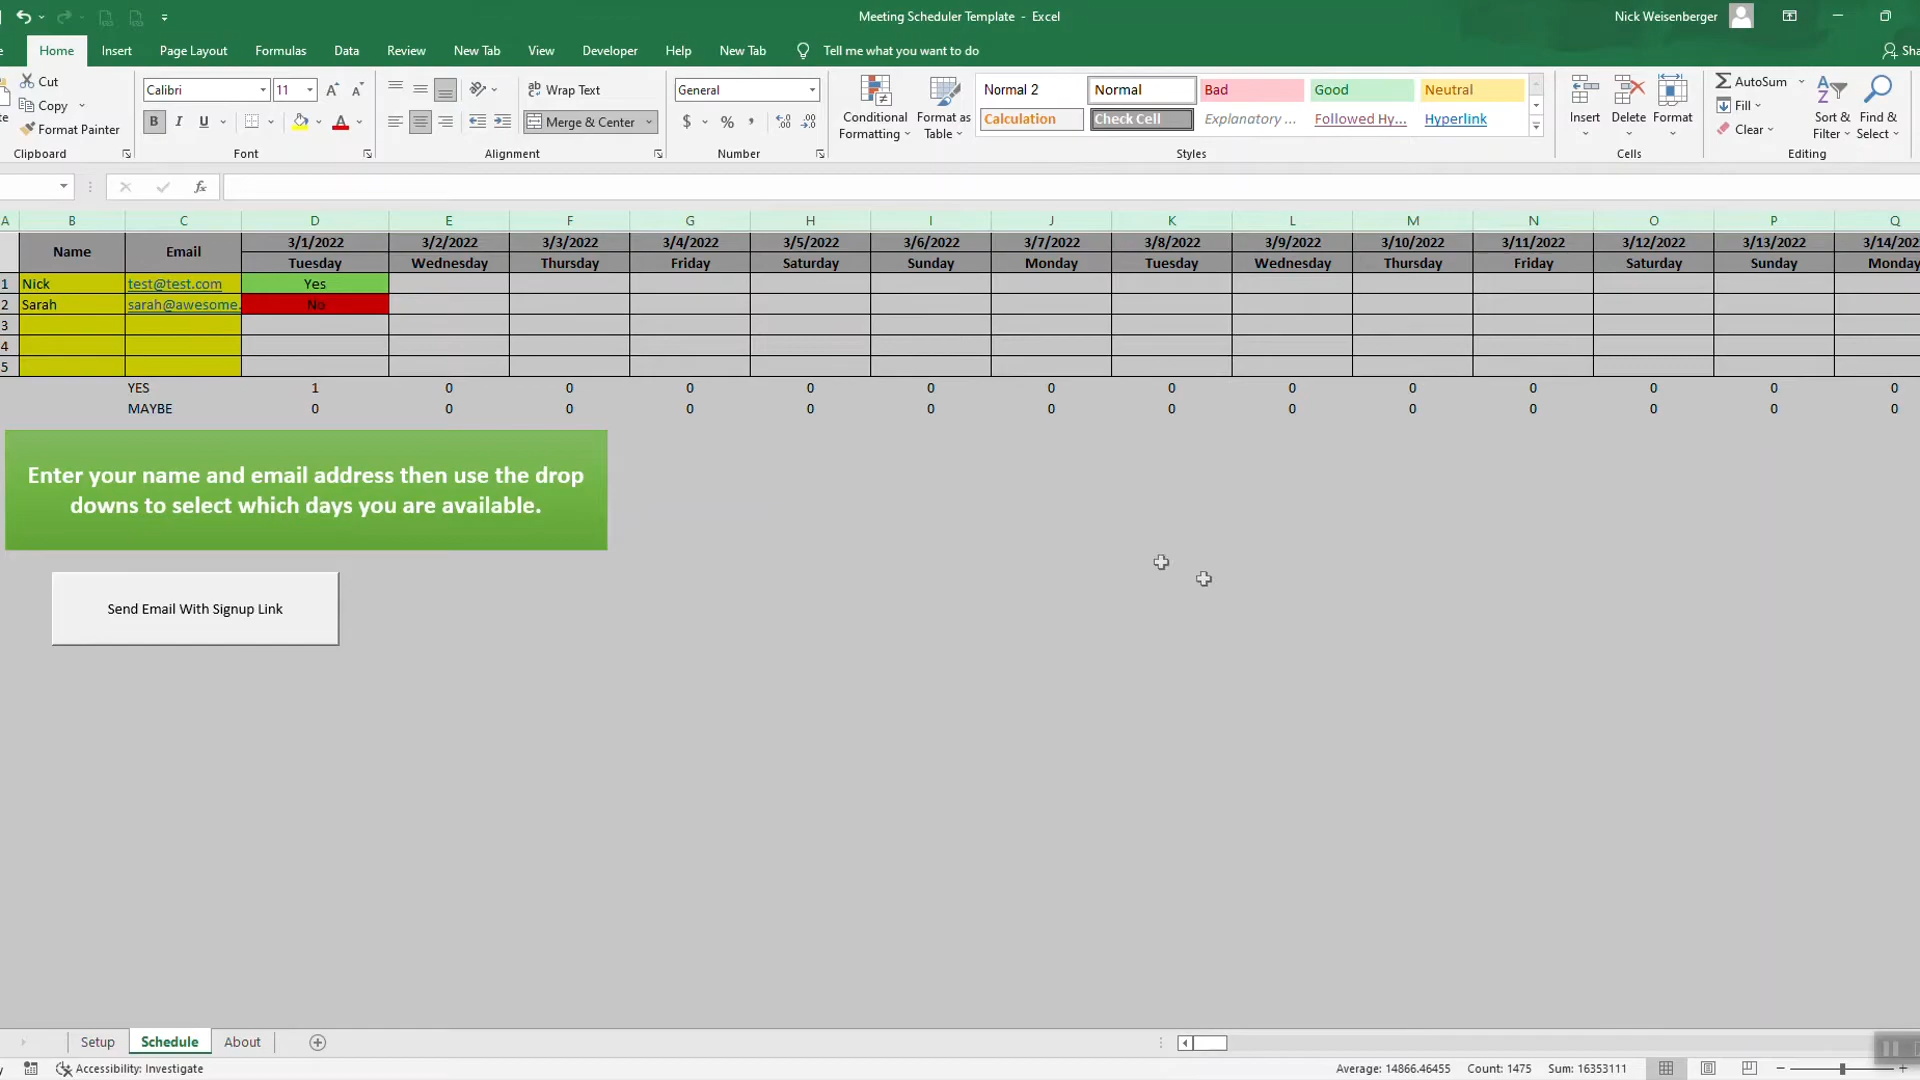 Meeting Scheduler Template - Excel
Nick Weisenberger
Home Insert Page Layout Formulas Data Review New Tab View Developer Help New Tab Tell me what you want to do
Cut
Copy
Format Painter
Clipboard
Calibri 11
B I U
Font
Wrap Text
Merge & Center
Alignment
General
$ % ,
Number
Conditional Formatting
Format as Table
Normal 2 Normal Bad Good Neutral
Calculation Check Cell Explanatory ... Followed Hy... Hyperlink
Styles
Insert Delete Format
Cells
AutoSum
Fill
Clear
Sort & Filter
Find & Select
Editing
fx
A B C D E F G H I J K L M N O P Q
Name Email 3/1/2022 3/2/2022 3/3/2022 3/4/2022 3/5/2022 3/6/2022 3/7/2022 3/8/2022 3/9/2022 3/10/2022 3/11/2022 3/12/2022 3/13/2022 3/14/202
Tuesday Wednesday Thursday Friday Saturday Sunday Monday Tuesday Wednesday Thursday Friday Saturday Sunday Monday
1 Nick test@test.com Yes
2 Sarah sarah@awesome. No
3
4
5
YES 1 0 0 0 0 0 0 0 0 0 0 0 0 0
MAYBE 0 0 0 0 0 0 0 0 0 0 0 0 0 0
Enter your name and email address then use the drop
downs to select which days you are available.
Send Email With Signup Link
Setup Schedule About
Accessibility: Investigate
Average: 14866.46455 Count: 1475 Sum: 16353111